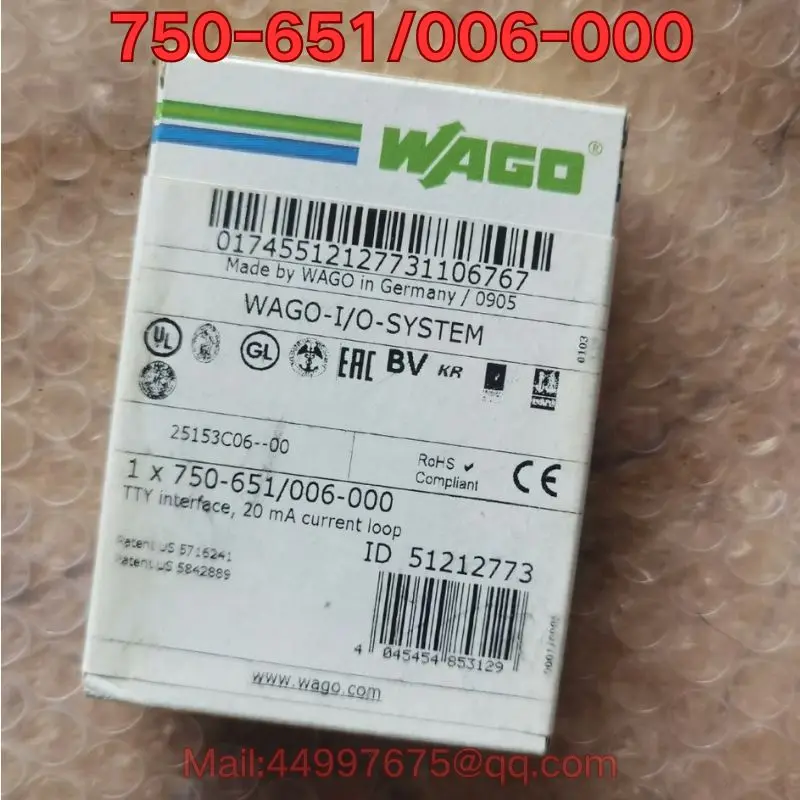 750-651/006-000
WAGO®
01745512127731106767
Made by WAGO in Germany / 0905
WAGO-I/O-SYSTEM
0103
UL GL EAC BV KR
25153C06--00
RoHS ✓
Compliant
CE
1 x 750-651/006-000
TTY interface, 20 mA current loop
Patent US 5716241
Patent US 5842889
ID 51212773
4 045454 853129
www.wago.com
Mail:44997675@qq.com